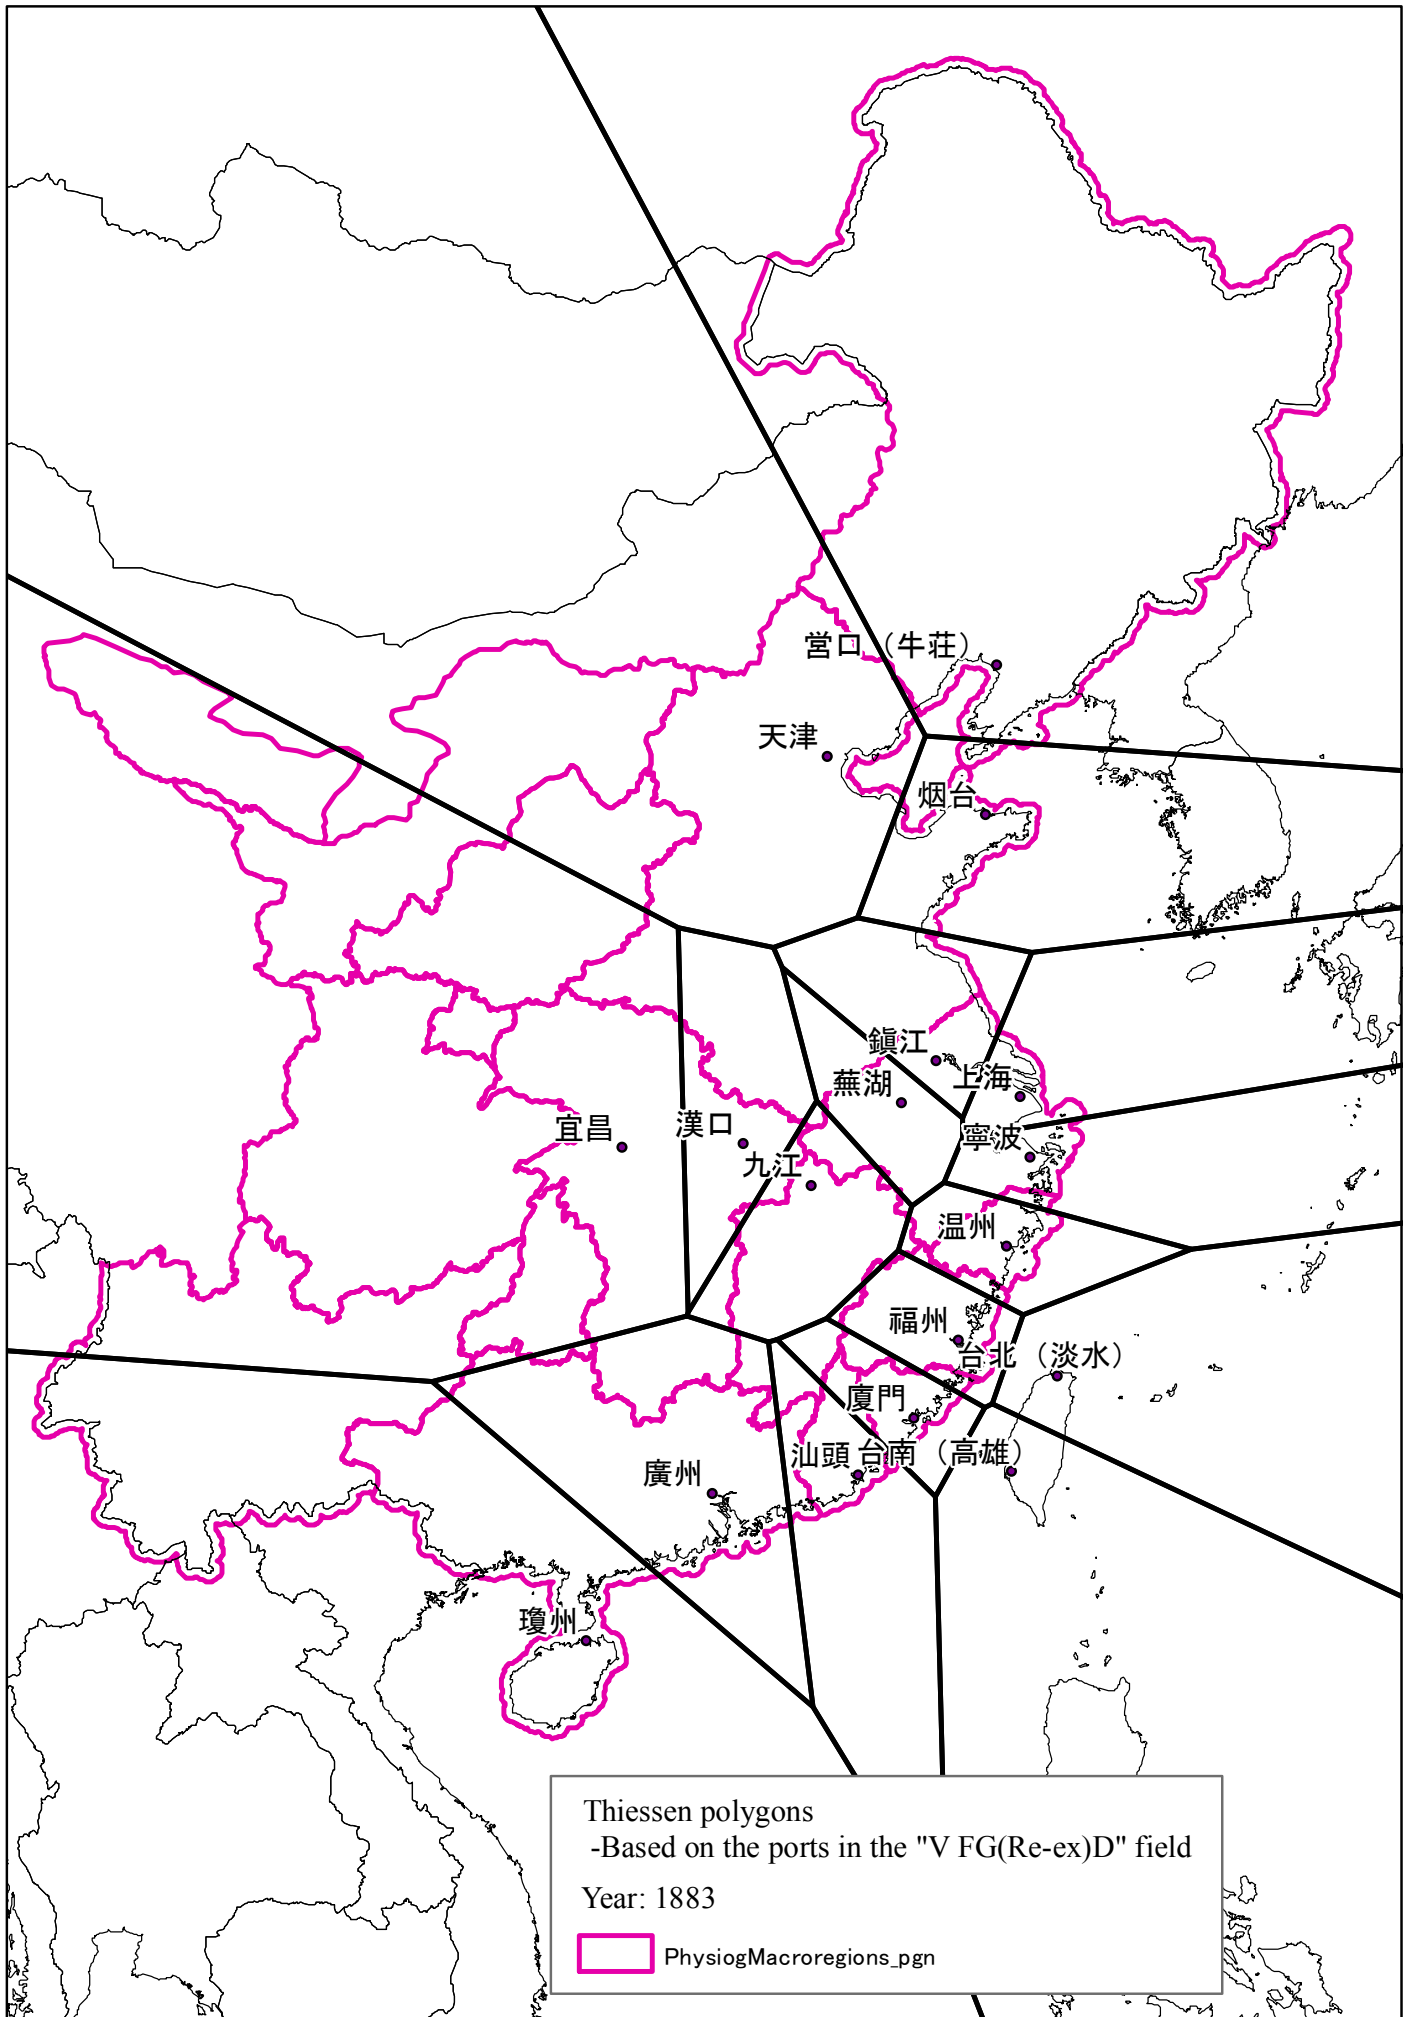 営口（牛荘）
天津
烟台
鎮江
上海
蕪湖
漢口
宜昌
寧波
九江
温州
福州
台北（淡水）
廈門
汕頭
台南（高雄）
廣州
瓊州
Thiessen polygons
-Based on the ports in the "V FG(Re-ex)D" field
Year: 1883
PhysiogMacroregions_pgn